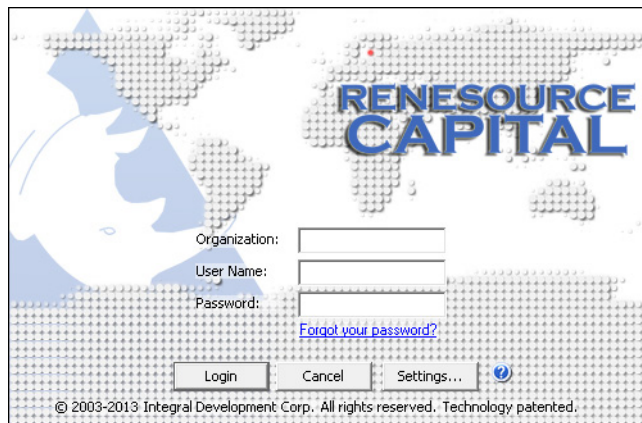 RENESOURCE
CAPITAL
Organization:
User Name:
Password:
Forgot your password?
Login Cancel Settings... ?
© 2003-2013 Integral Development Corp. All rights reserved. Technology patented.